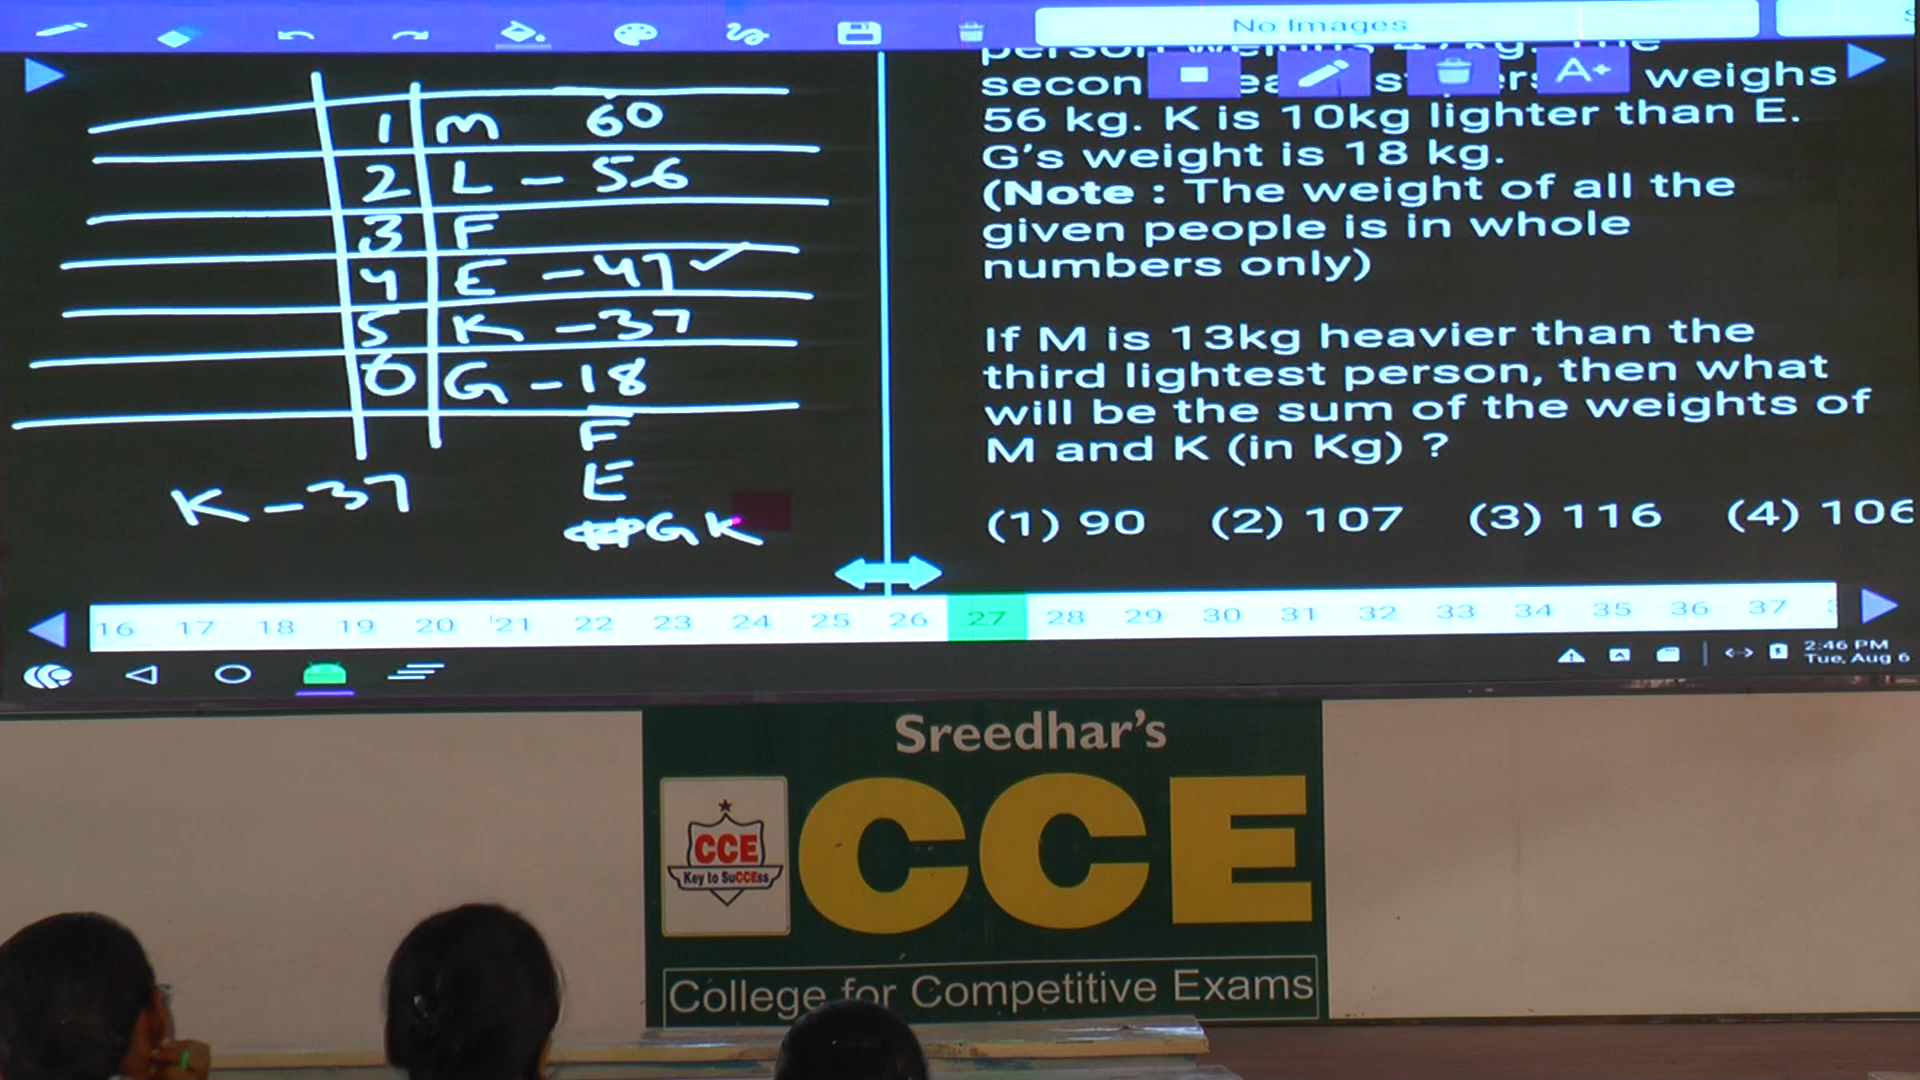 No Images
1 M 60
2 L - 56
3 F
4 E - 47 ✓
5 K - 37
6 G - 18
F
E
G K
K - 37
weighs
56 kg. K is 10kg lighter than E.
G's weight is 18 kg.
(Note : The weight of all the
given people is in whole
numbers only)
If M is 13kg heavier than the
third lightest person, then what
will be the sum of the weights of
M and K (in Kg) ?
(1) 90 (2) 107 (3) 116 (4) 106
A+
16 17 18 19 20 21 22 23 24 25 26 27 28 29 30 31 32 33 34 35 36 37
2:46 PM
Tue, Aug 6
Sreedhar's
CCE
CCE
Key to SuCCEss
College for Competitive Exams